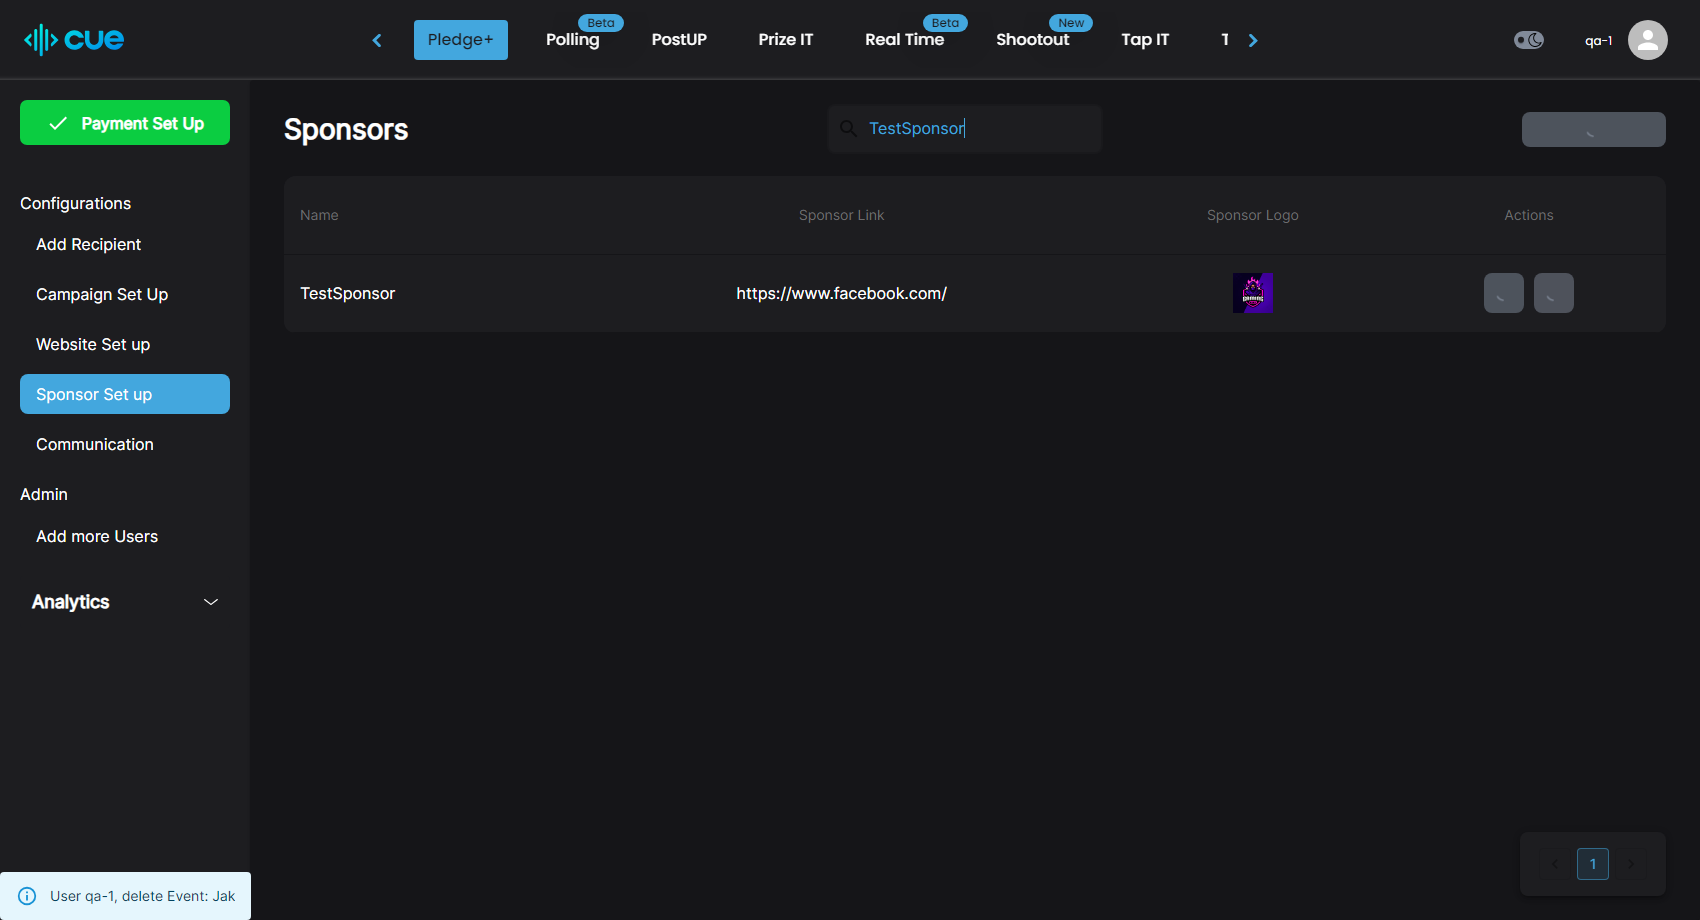 cue
Pledge+
Beta
Polling
PostUP
Prize IT
Beta
Real Time
New
Shootout
Tap IT
T
qa-1
Payment Set Up
Configurations
Add Recipient
Campaign Set Up
Website Set up
Sponsor Set up
Communication
Admin
Add more Users
Analytics
Sponsors
TestSponsor
Name
Sponsor Link
Sponsor Logo
Actions
TestSponsor
https://www.facebook.com/
GAMING
1
User qa-1, delete Event: Jak